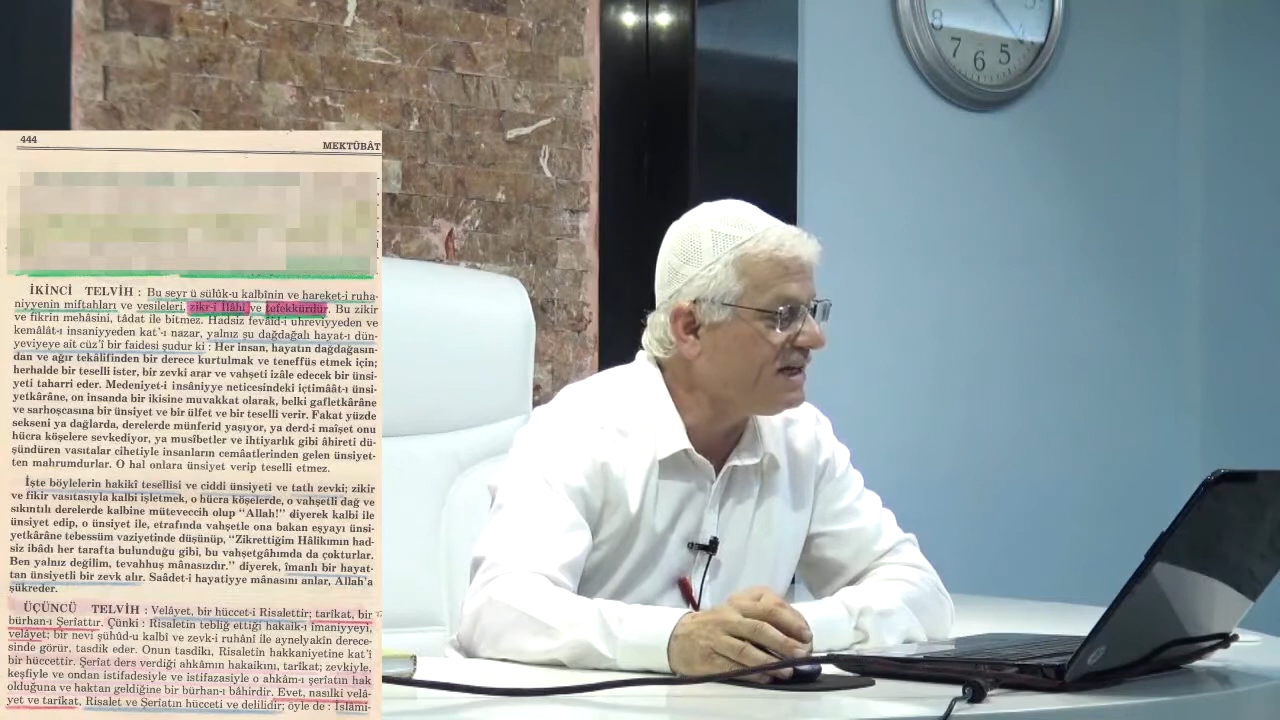 444
MEKTÛBÂT
İKİNCİ TELVİH : Bu seyr ü sülûk-u kalbînin ve hareket-i ruha-
niyyenin miftahları ve vesileleri, zikr-i İlâhî ve tefekkürdür. Bu zikir
ve fikrin mehâsini, tâdat ile bitmez. Hadsiz fevâid-i uhreviyyeden ve
kemâlât-ı insaniyyeden kat'-ı nazar, yalnız şu dağdağalı hayat-ı dün-
yeviyeye ait cüz'î bir faidesi şudur ki : Her insan, hayatın dağdağasın-
dan ve ağır tekâlifinden bir derece kurtulmak ve teneffüs etmek için;
herhalde bir teselli ister, bir zevki arar ve vahşeti izâle edecek bir ünsi-
yeti taharri eder. Medeniyet-i insâniyye neticesindeki içtimâât-ı ünsi-
yetkârâne, on insanda bir ikisine muvakkat olarak, belki gafletkârâne
ve sarhoşcasına bir ünsiyet ve bir ülfet ve bir teselli verir. Fakat yüzde
sekseni ya dağlarda, derelerde münferid yaşıyor, ya derd-i maîşet onu
hücra köşelere sevkediyor, ya musîbetler ve ihtiyarlık gibi âhireti dü-
şündüren vasıtalar cihetiyle insanların cemâatlerinden gelen ünsiyet-
ten mahrumdurlar. O hal onlara ünsiyet verip teselli etmez.
İşte böylelerin hakikî tesellisi ve ciddi ünsiyeti ve tatlı zevki; zikir
ve fikir vasıtasıyla kalbi işletmek, o hücra köşelerde, o vahşetli dağ ve
sıkıntılı derelerde kalbine müteveccih olup "Allah!" diyerek kalbi ile
ünsiyet edip, o ünsiyet ile, etrafında vahşetle ona bakan eşyayı ünsi-
yetkârâne tebessüm vaziyetinde düşünüp, "Zikrettiğim Hâlikımın had-
siz ibâdı her tarafta bulunduğu gibi, bu vahşetgâhımda da çokturlar.
Ben yalnız değilim, tevahhuş mânasızdır." diyerek, îmanlı bir hayat-
tan ünsiyetli bir zevk alır. Saâdet-i hayatiyye mânasını anlar, Allah'a
şükreder.
ÜÇÜNCÜ TELVİH : Velâyet, bir hüccet-i Risalettir; tarîkat, bir
bürhan-ı Şeriattır. Çünki : Risaletin tebliğ ettiği hakaik-ı imaniyyeyi,
velâyet; bir nevi şühûd-u kalbî ve zevk-i ruhânî ile aynelyakîn derece-
sinde görür, tasdik eder. Onun tasdikı, Risaletin hakkaniyetine kat'î
bir hüccettir. Şeriat ders verdiği ahkâmın hakaikını, tarikat; zevkiyle,
keşfiyle ve ondan istifadesiyle ve istifazasiyle o ahkâm-ı şeriatın hak
olduğuna ve haktan geldiğine bir bürhan-ı bâhirdir. Evet, nasılki velâ-
yet ve tarîkat, Risalet ve Şeriatın hücceti ve delilidir; öyle de : İslâmi-
8
7
6
5
4
hp